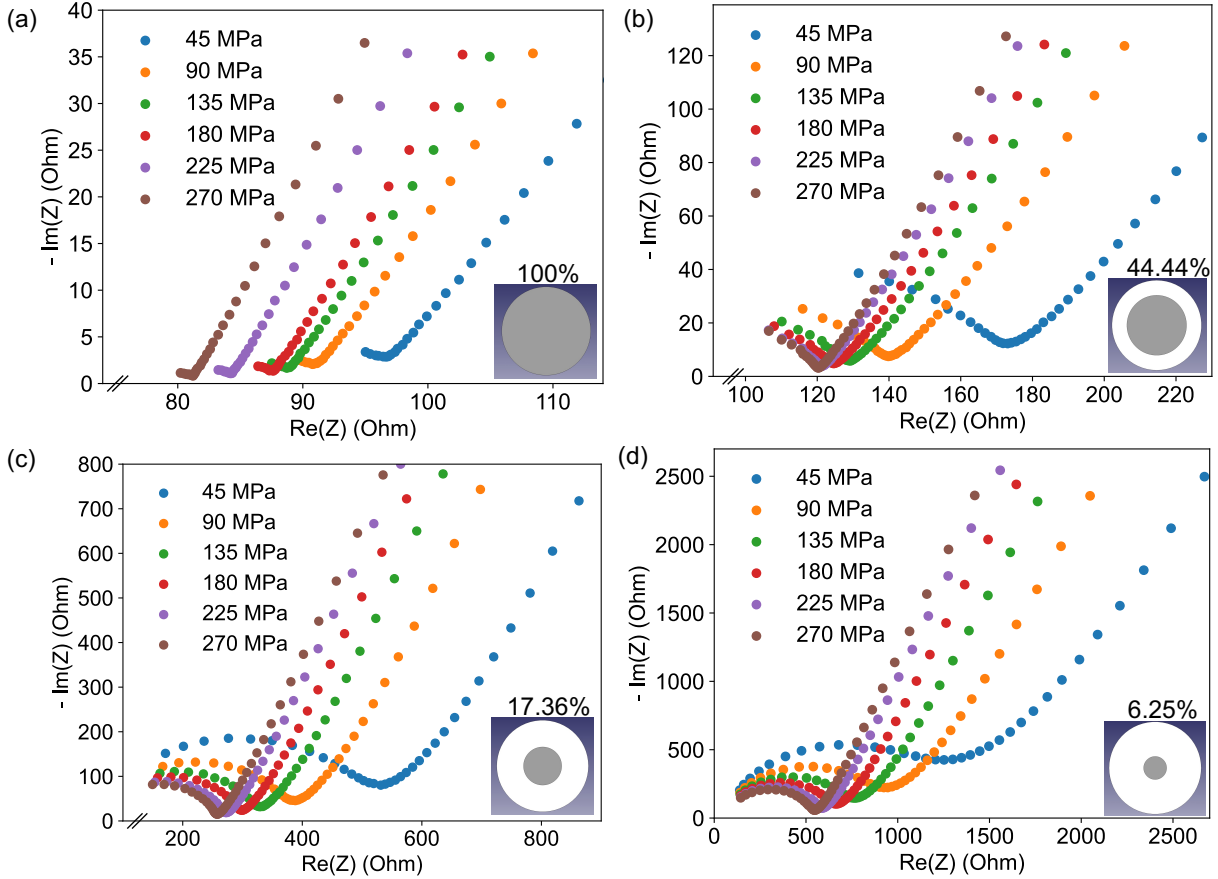 (a)
40
35
30
25
20
15
10
5
0
- Im(Z) (Ohm)
45 MPa
90 MPa
135 MPa
180 MPa
225 MPa
270 MPa
100%
80 90 100 110
Re(Z) (Ohm)
(b)
120
100
80
60
40
20
0
- Im(Z) (Ohm)
45 MPa
90 MPa
135 MPa
180 MPa
225 MPa
270 MPa
44.44%
100 120 140 160 180 200 220
Re(Z) (Ohm)
(c)
800
700
600
500
400
300
200
100
0
- Im(Z) (Ohm)
45 MPa
90 MPa
135 MPa
180 MPa
225 MPa
270 MPa
17.36%
200 400 600 800
Re(Z) (Ohm)
(d)
2500
2000
1500
1000
500
0
- Im(Z) (Ohm)
45 MPa
90 MPa
135 MPa
180 MPa
225 MPa
270 MPa
6.25%
0 500 1000 1500 2000 2500
Re(Z) (Ohm)